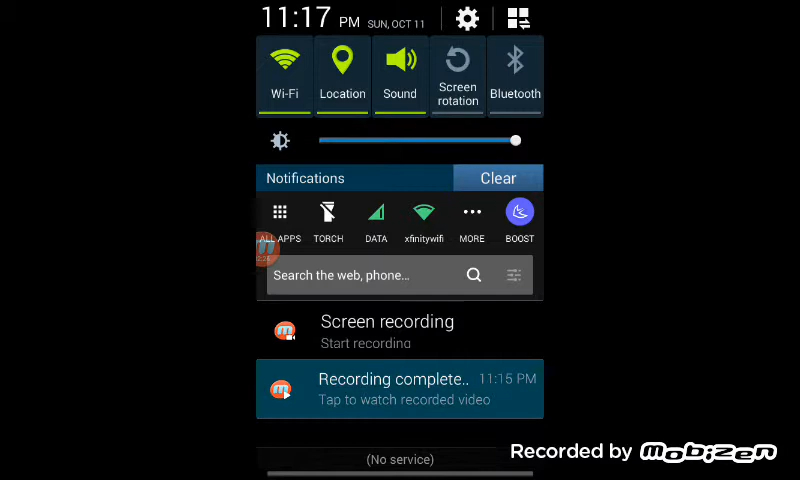 11:17 PM SUN, OCT 11
Wi-Fi Location Sound Screen rotation Bluetooth
Notifications Clear
ALL APPS TORCH DATA xfinitywifi MORE BOOST
Search the web, phone...
Screen recording
Start recording
Recording complete.. 11:15 PM
Tap to watch recorded video
(No service)
Recorded by mobizen